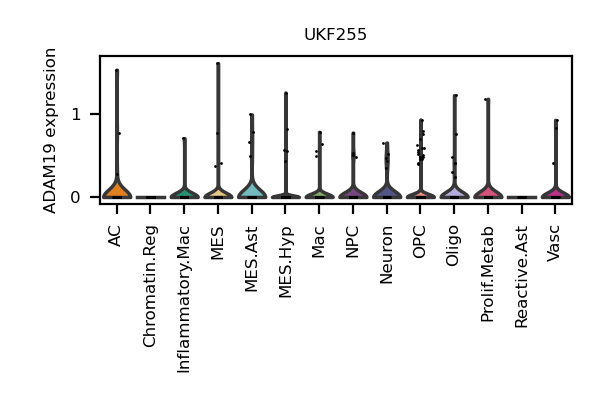 UKF255
ADAM19 expression
1
0
AC
Chromatin.Reg
Inflammatory.Mac
MES
MES.Ast
MES.Hyp
Mac
NPC
Neuron
OPC
Oligo
Prolif.Metab
Reactive.Ast
Vasc